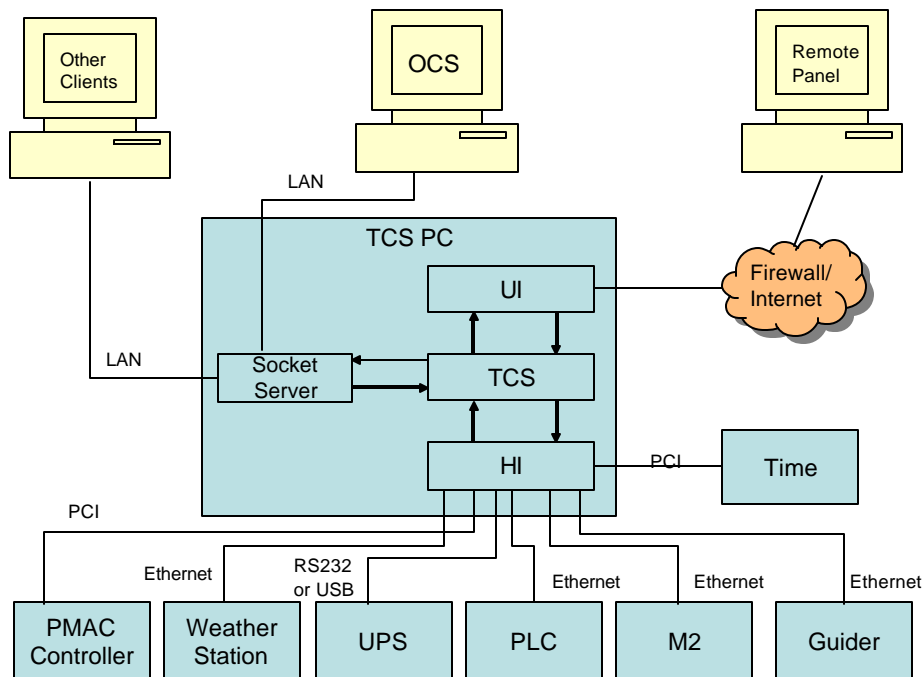 Other
Clients
OCS
Remote
Panel
LAN
TCS PC
Firewall/
Internet
UI
LAN
Socket
Server
TCS
HI
PCI
Time
PCI
Ethernet
RS232
or USB
Ethernet
Ethernet
Ethernet
PMAC
Controller
Weather
Station
UPS
PLC
M2
Guider